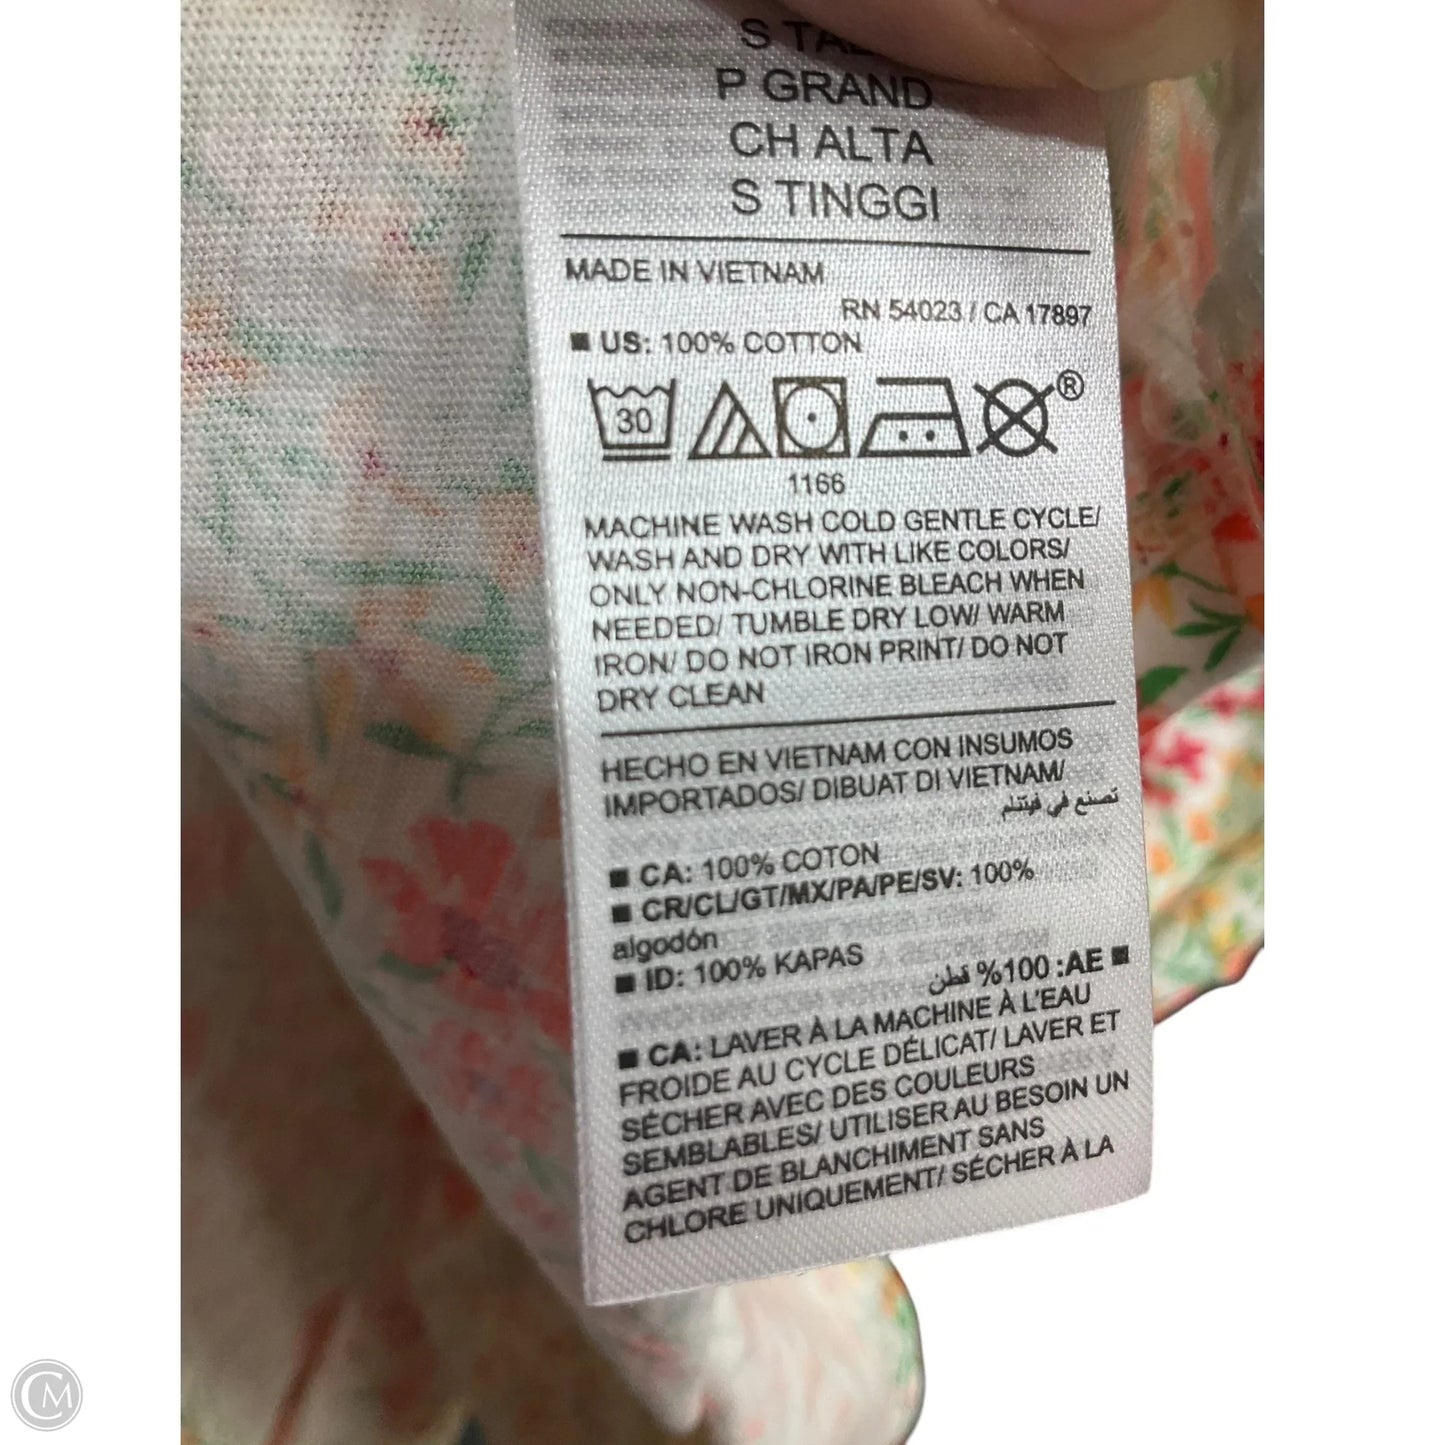 S TALL
P GRAND
CH ALTA
S TINGGI
MADE IN VIETNAM
RN 54023 / CA 17897
■ US: 100% COTTON
30
®
1166
MACHINE WASH COLD GENTLE CYCLE/
WASH AND DRY WITH LIKE COLORS/
ONLY NON-CHLORINE BLEACH WHEN
NEEDED/ TUMBLE DRY LOW/ WARM
IRON/ DO NOT IRON PRINT/ DO NOT
DRY CLEAN
HECHO EN VIETNAM CON INSUMOS
IMPORTADOS/ DIBUAT DI VIETNAM/
تصنع في فيتنام
■ CA: 100% COTON
■ CR/CL/GT/MX/PA/PE/SV: 100%
algodón
■ ID: 100% KAPAS
■ AE: 100% قطن
■ CA: LAVER À LA MACHINE À L'EAU
FROIDE AU CYCLE DÉLICAT/ LAVER ET
SÉCHER AVEC DES COULEURS
SEMBLABLES/ UTILISER AU BESOIN UN
AGENT DE BLANCHIMENT SANS
CHLORE UNIQUEMENT/ SÉCHER À LA
CM